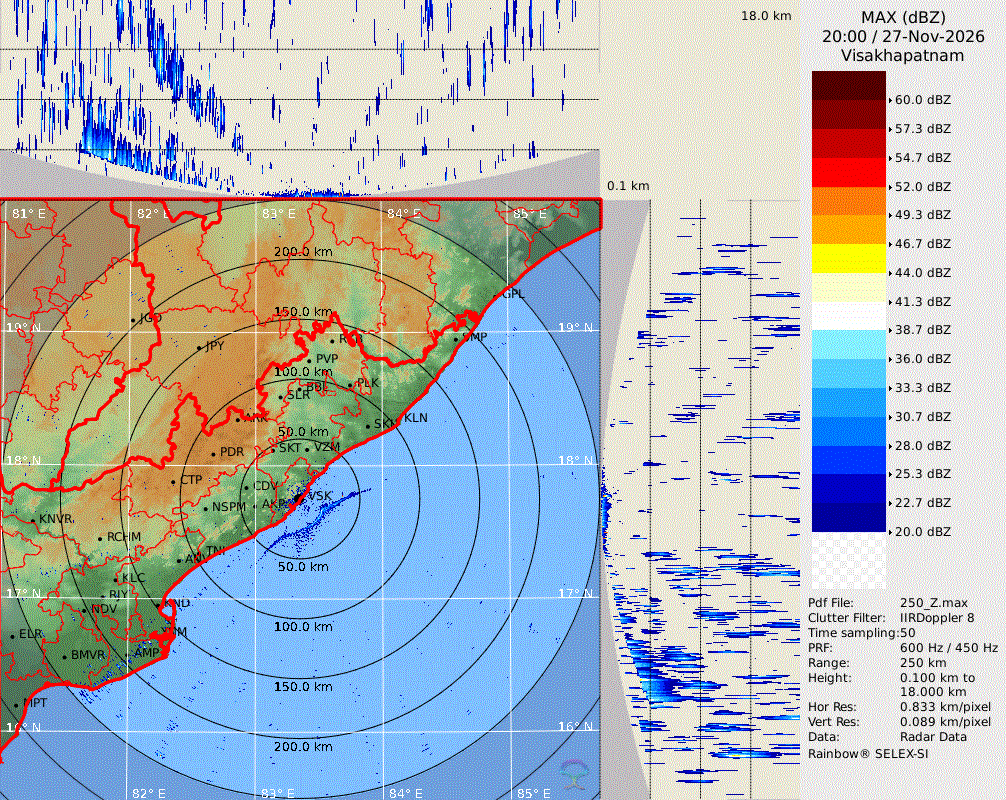 18.0 km
0.1 km
MAX (dBZ)
20:00 / 27-Nov-2026
Visakhapatnam
60.0 dBZ
57.3 dBZ
54.7 dBZ
52.0 dBZ
49.3 dBZ
46.7 dBZ
44.0 dBZ
41.3 dBZ
38.7 dBZ
36.0 dBZ
33.3 dBZ
30.7 dBZ
28.0 dBZ
25.3 dBZ
22.7 dBZ
20.0 dBZ
Pdf File: 250_Z.max
Clutter Filter: IIRDoppler 8
Time sampling:50
PRF: 600 Hz / 450 Hz
Range: 250 km
Height: 0.100 km to
18.000 km
Hor Res: 0.833 km/pixel
Vert Res: 0.089 km/pixel
Data: Radar Data
Rainbow® SELEX-SI
81° E 82° E 83° E 84° E 85° E
200.0 km
GPL
150.0 km
JGD
19° N 19° N
SMP
JPY
PVP
100.0 km
PLK
BBL
SLR
KLN
SKM
50.0 km
SKT VZM
PDR
18° N 18° N
CTP
CDV
VSK
NSPM AKP
KNVR
RCHM
TNI
50.0 km
KLC
RJY
17° N 17° N
KND
NDV
100.0 km
ELR
BMVR AMP
150.0 km
MPT
16° N 16° N
200.0 km
82° E 83° E 84° E 85° E